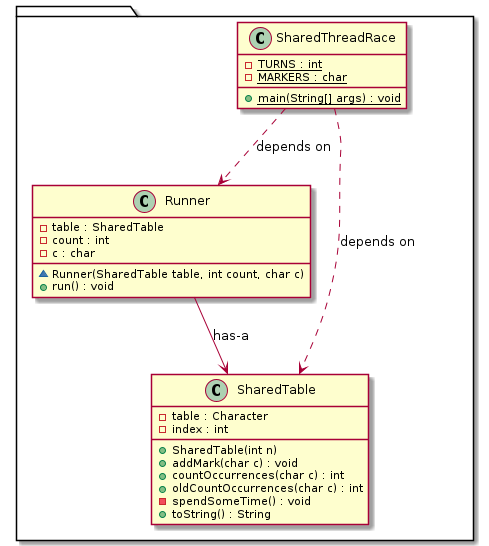 C SharedThreadRace
TURNS : int
MARKERS : char
main(String[] args) : void
depends on
C Runner
table : SharedTable
count : int
c : char
Runner(SharedTable table, int count, char c)
run() : void
depends on
has-a
C SharedTable
table : Character
index : int
SharedTable(int n)
addMark(char c) : void
countOccurrences(char c) : int
oldCountOccurrences(char c) : int
spendSomeTime() : void
toString() : String